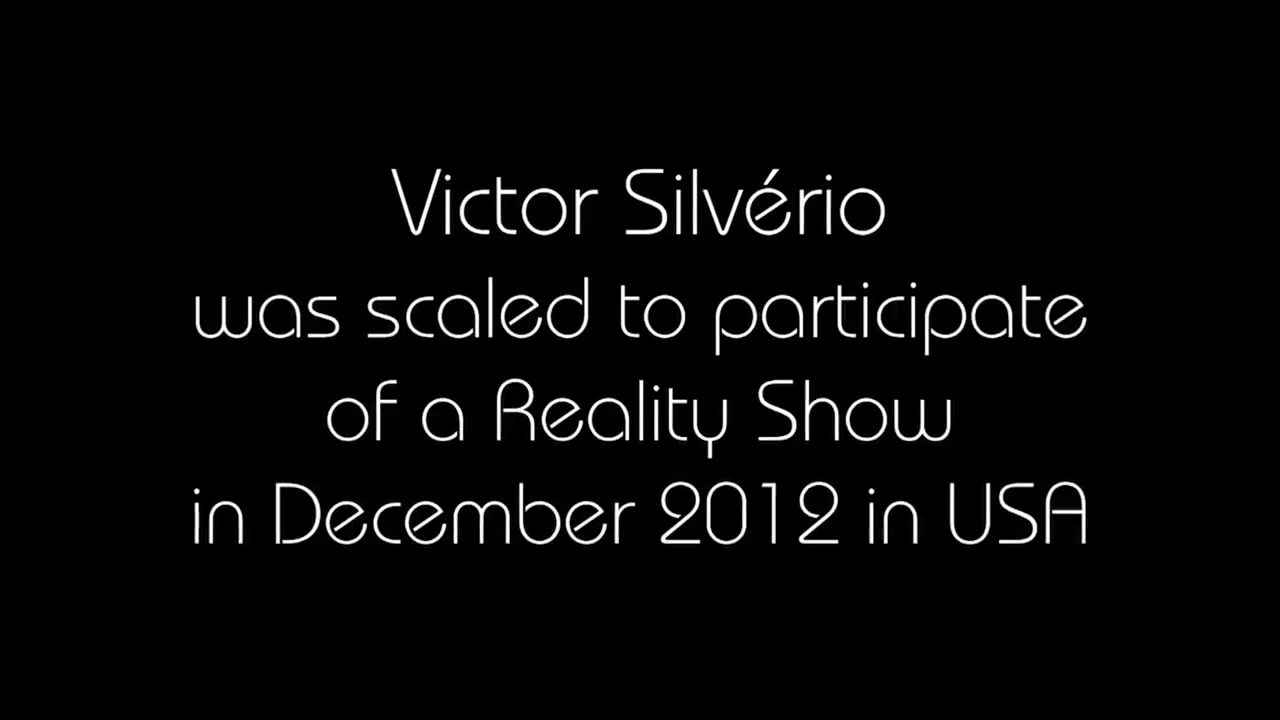 Victor Silvério
was scaled to participate
of a Reality Show
in December 2012 in USA